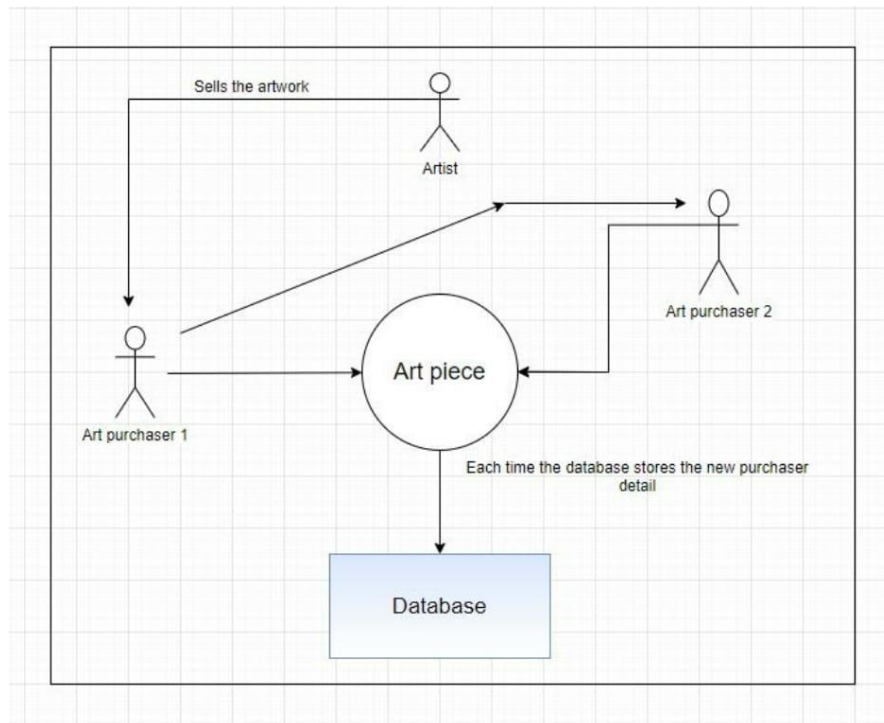 Sells the artwork
Artist
Art purchaser 2
Art piece
Art purchaser 1
Each time the database stores the new purchaser
detail
Database